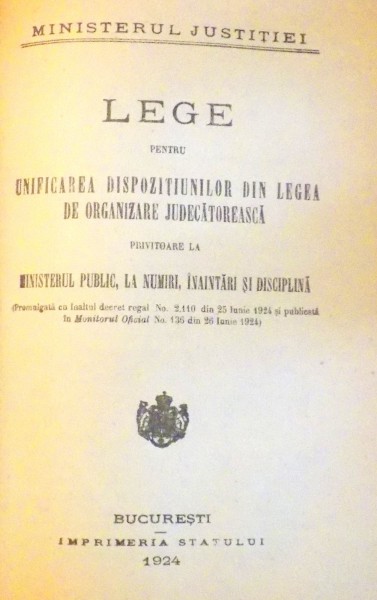 MINISTERUL JUSTIȚIEI
LEGE
PENTRU
UNIFICAREA DISPOZIȚIUNILOR DIN LEGEA
DE ORGANIZARE JUDECĂTOREASCĂ
PRIVITOARE LA
MINISTERUL PUBLIC, LA NUMIRI, ÎNAINTĂRI ȘI DISCIPLINĂ
(Promulgată cu înaltul decret regal No. 2.110 din 25 Iunie 1924 și publicată
în Monitorul Oficial No. 136 din 26 Iunie 1924)
BUCUREȘTI
IMPRIMERIA STATULUI
1924